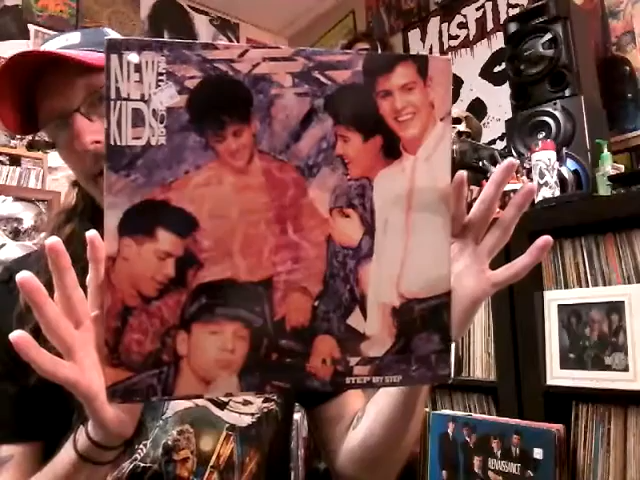 MISFITS
NEW
KIDS
ON THE BLOCK
STEP BY STEP
RENAISSANCE